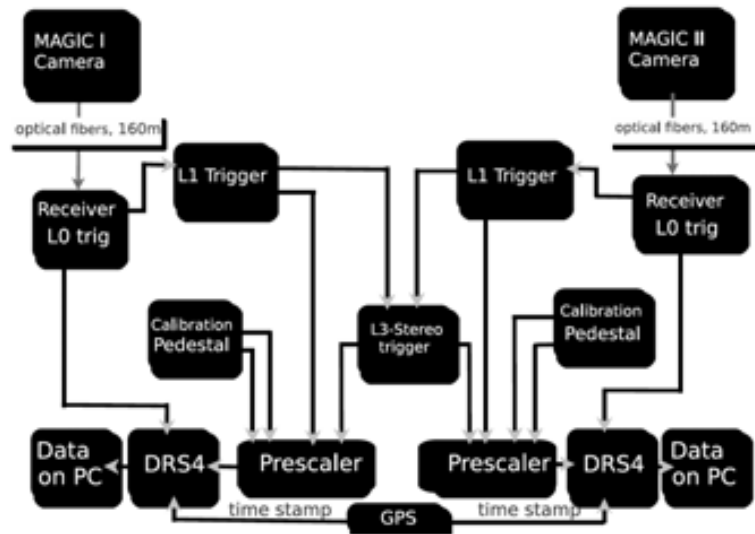 MAGIC I
Camera
MAGIC II
Camera
optical fibers, 160m
optical fibers, 160m
L1 Trigger
L1 Trigger
Receiver
L0 trig
Receiver
L0 trig
Calibration
Pedestal
L3-Stereo
trigger
Calibration
Pedestal
Data
on PC
DRS4
Prescaler
Prescaler
DRS4
Data
on PC
time stamp
GPS
time stamp